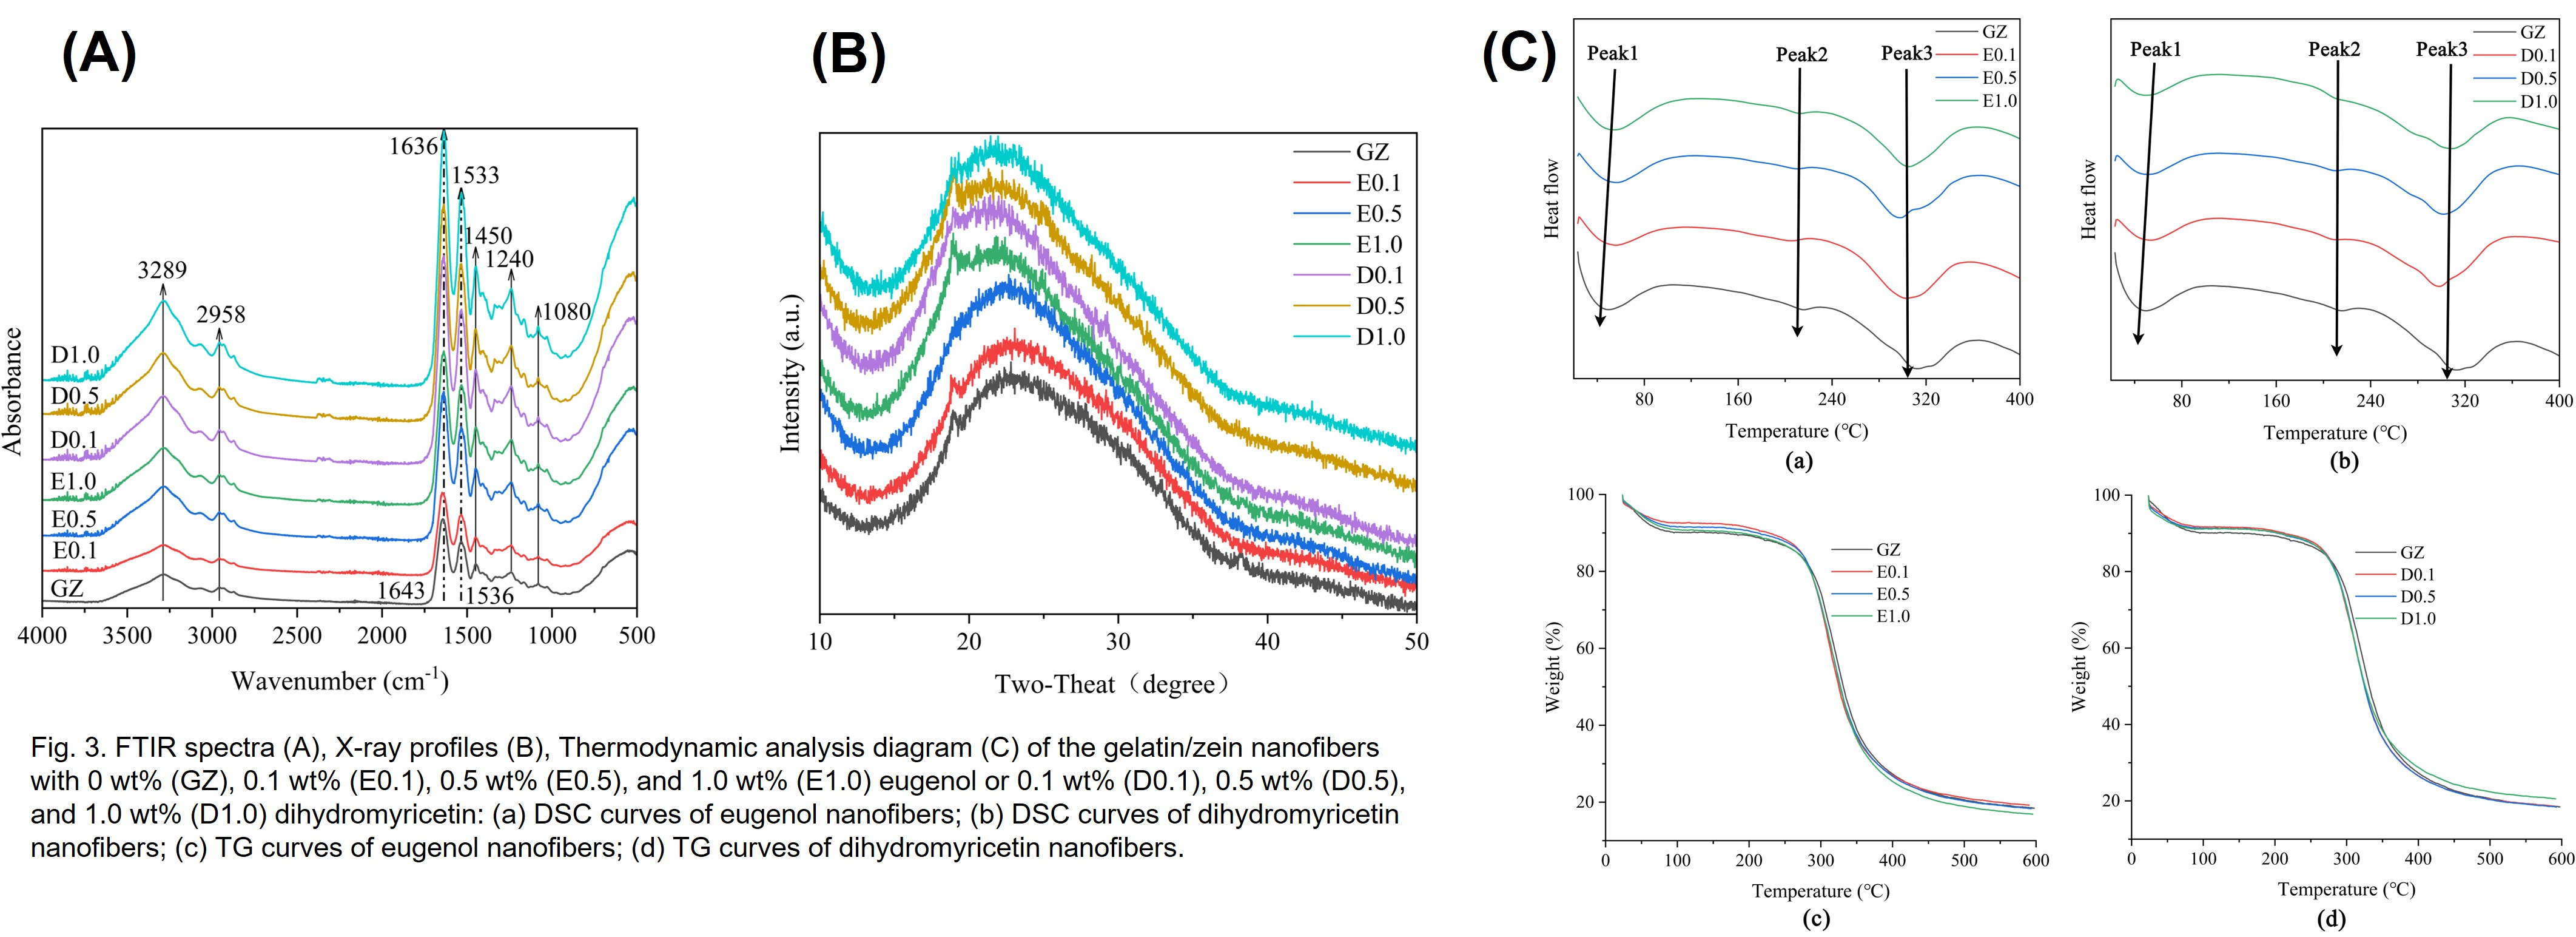 (A)
1636
1533
1450
1240
1080
3289
2958
D1.0
D0.5
D0.1
E1.0
E0.5
E0.1
GZ
1643
1536
Absorbance
4000 3500 3000 2500 2000 1500 1000 500
Wavenumber (cm-1)
(B)
GZ
E0.1
E0.5
E1.0
D0.1
D0.5
D1.0
Intensity (a.u.)
10 20 30 40 50
Two-Theat（degree）
(C)
Peak1 Peak2 Peak3
GZ
E0.1
E0.5
E1.0
Heat flow
80 160 240 320 400
Temperature (℃)
(a)
Peak1 Peak2 Peak3
GZ
D0.1
D0.5
D1.0
Heat flow
80 160 240 320 400
Temperature (℃)
(b)
100
80
60
40
20
Weight (%)
GZ
E0.1
E0.5
E1.0
0 100 200 300 400 500 600
Temperature (℃)
(c)
100
80
60
40
20
Weight (%)
GZ
D0.1
D0.5
D1.0
0 100 200 300 400 500 600
Temperature (℃)
(d)
Fig. 3. FTIR spectra (A), X-ray profiles (B), Thermodynamic analysis diagram (C) of the gelatin/zein nanofibers
with 0 wt% (GZ), 0.1 wt% (E0.1), 0.5 wt% (E0.5), and 1.0 wt% (E1.0) eugenol or 0.1 wt% (D0.1), 0.5 wt% (D0.5),
and 1.0 wt% (D1.0) dihydromyricetin: (a) DSC curves of eugenol nanofibers; (b) DSC curves of dihydromyricetin
nanofibers; (c) TG curves of eugenol nanofibers; (d) TG curves of dihydromyricetin nanofibers.